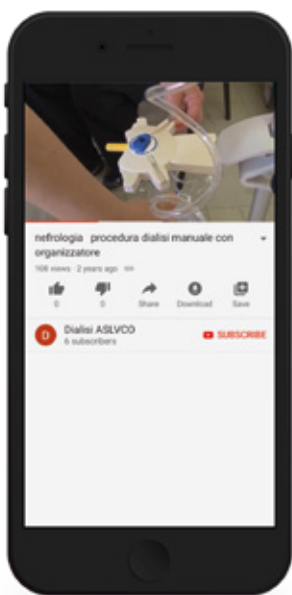 nefrologia procedura dialisi manuale con
organizzatore
108 views 2 years ago
0
0
Share
Download
Save
D
Dialisi ASLVCO
6 subscribers
SUBSCRIBE